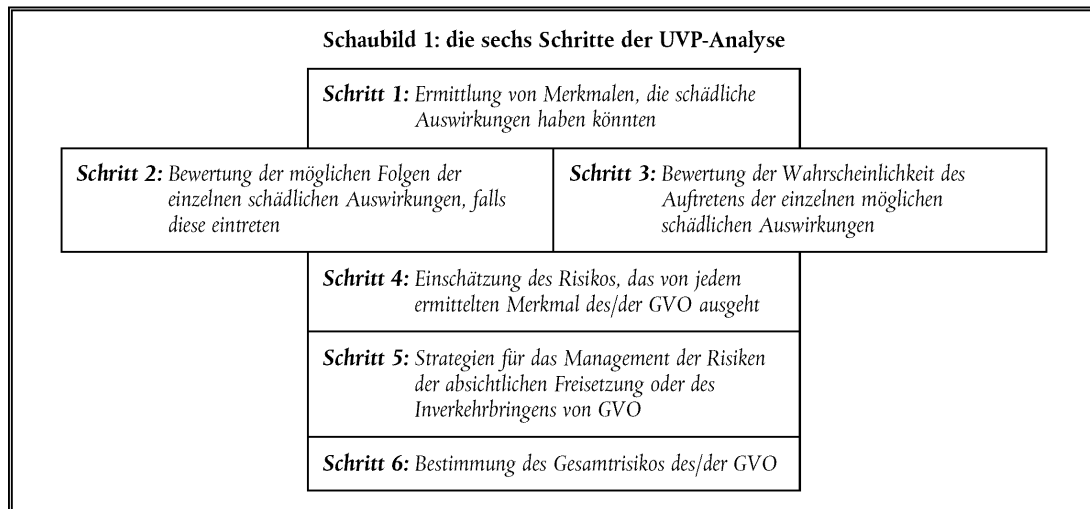 Schaubild 1: die sechs Schritte der UVP-Analyse
Schritt 1: Ermittlung von Merkmalen, die schädliche
Auswirkungen haben könnten
Schritt 2: Bewertung der möglichen Folgen der
einzelnen schädlichen Auswirkungen, falls
diese eintreten
Schritt 3: Bewertung der Wahrscheinlichkeit des
Auftretens der einzelnen möglichen
schädlichen Auswirkungen
Schritt 4: Einschätzung des Risikos, das von jedem
ermittelten Merkmal des/der GVO ausgeht
Schritt 5: Strategien für das Management der Risiken
der absichtlichen Freisetzung oder des
Inverkehrbringens von GVO
Schritt 6: Bestimmung des Gesamtrisikos des/der GVO